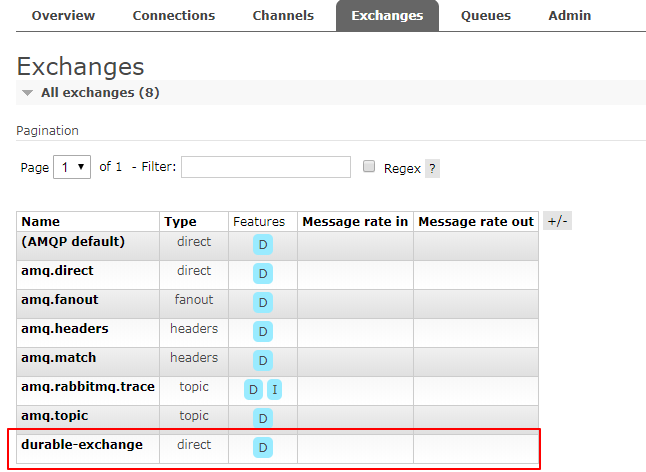 Overview Connections Channels Exchanges Queues Admin
Exchanges
All exchanges (8)
Pagination
Page 1 of 1 - Filter: Regex ?
Name Type Features Message rate in Message rate out +/-
(AMQP default) direct D
amq.direct direct D
amq.fanout fanout D
amq.headers headers D
amq.match headers D
amq.rabbitmq.trace topic D I
amq.topic topic D
durable-exchange direct D